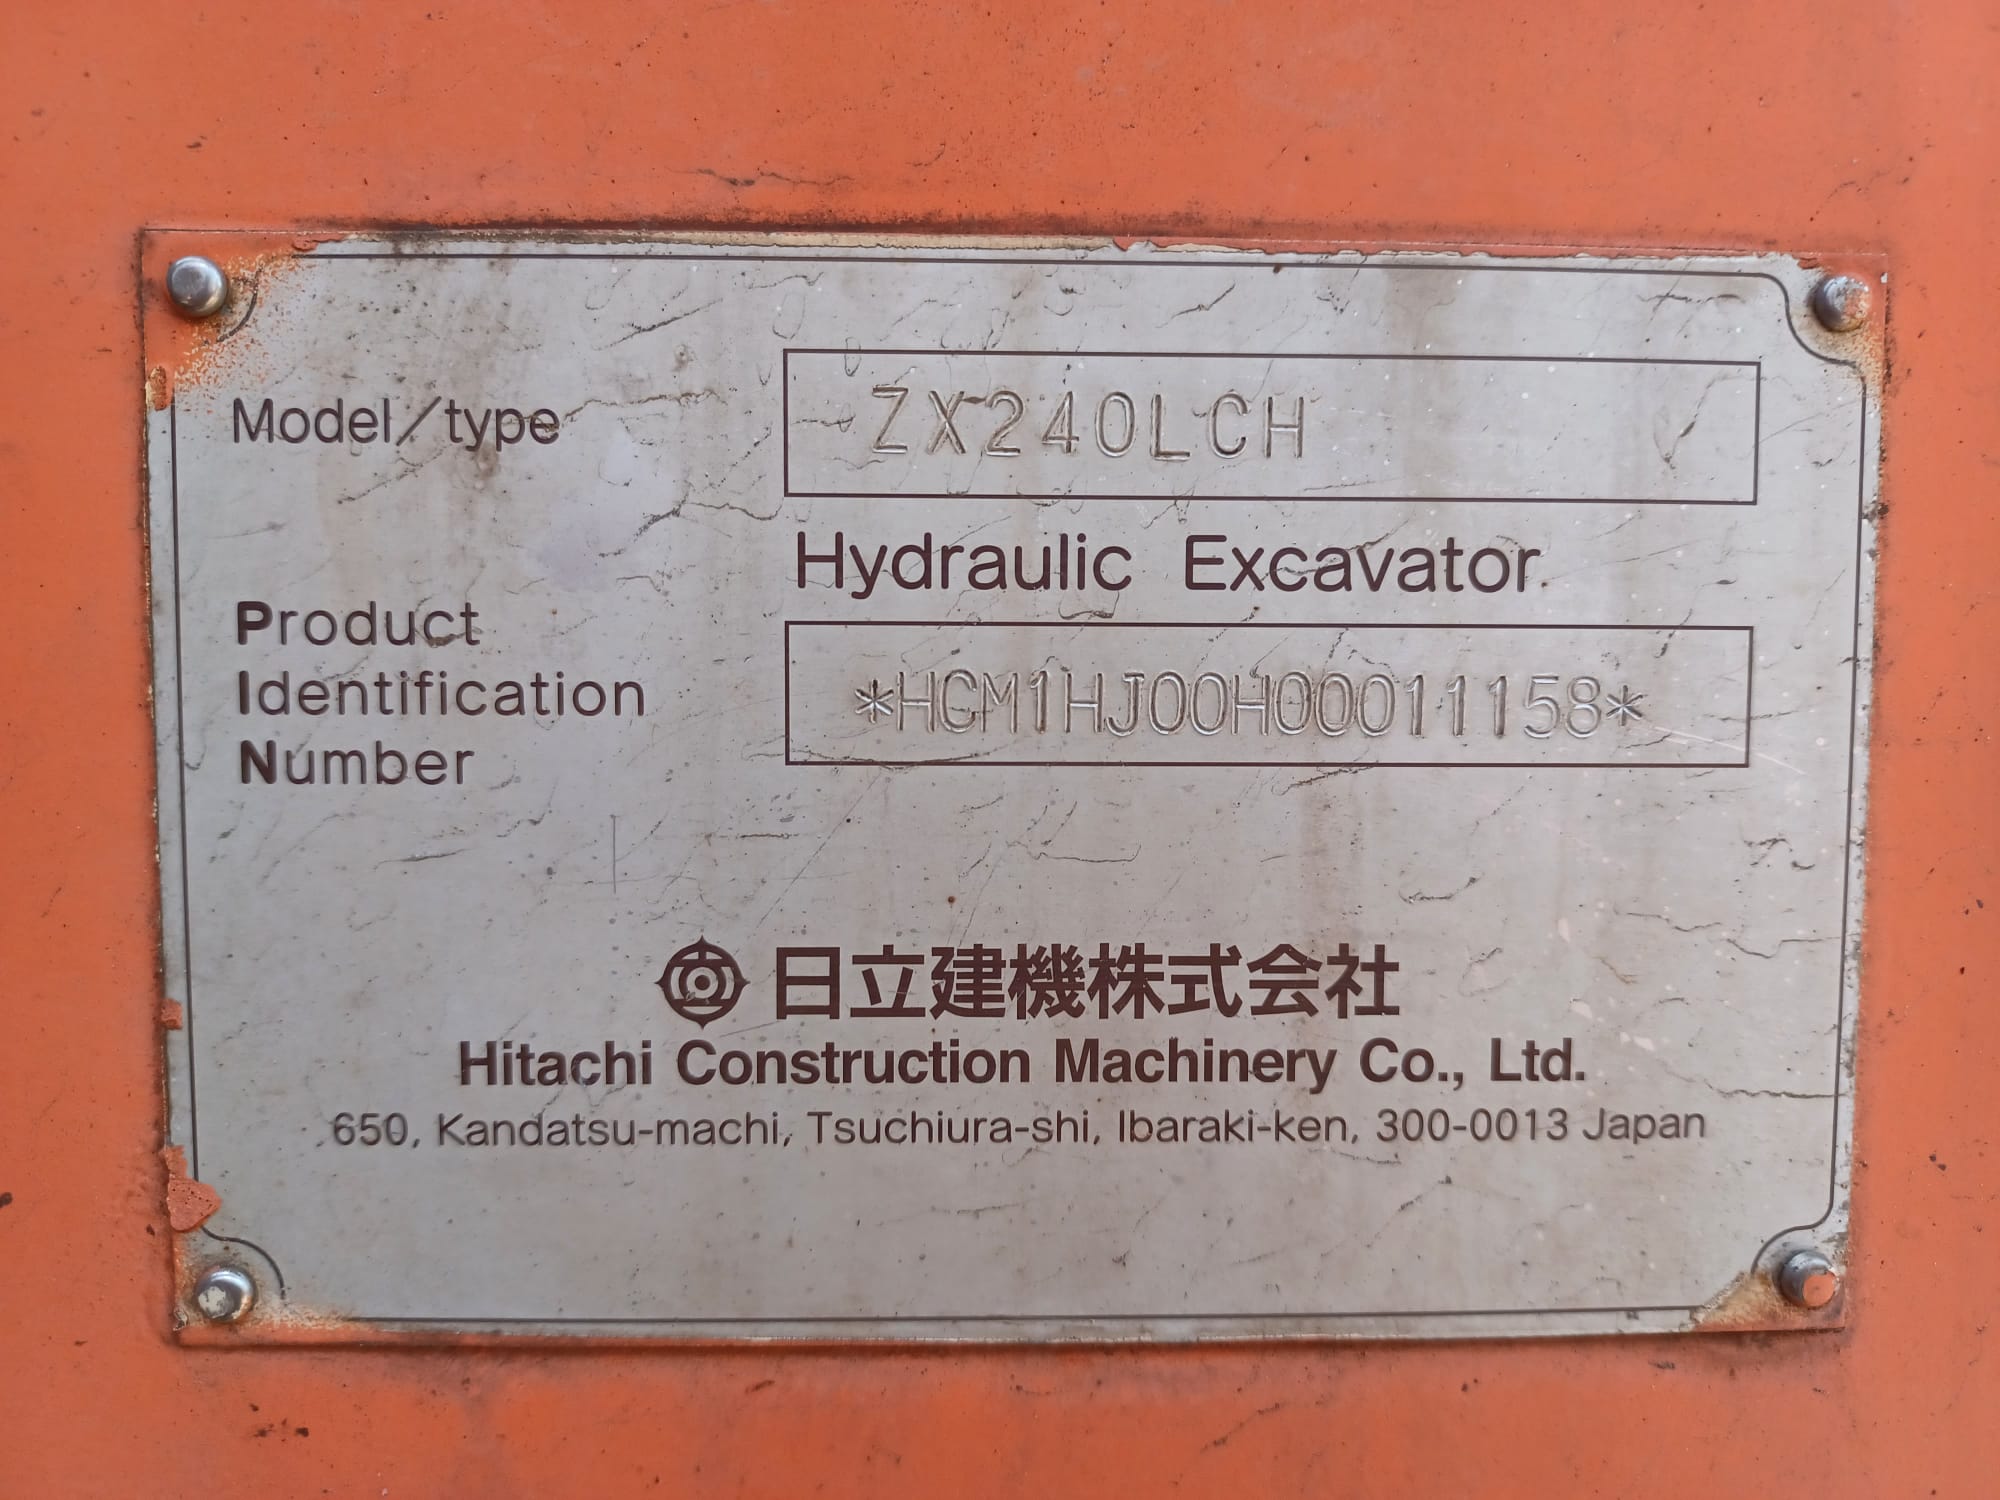 Model/type ZX240LCH
Hydraulic Excavator
Product
Identification *HCM1HJ00H00011158*
Number
日立建機株式会社
Hitachi Construction Machinery Co., Ltd.
650, Kandatsu-machi, Tsuchiura-shi, Ibaraki-ken, 300-0013 Japan